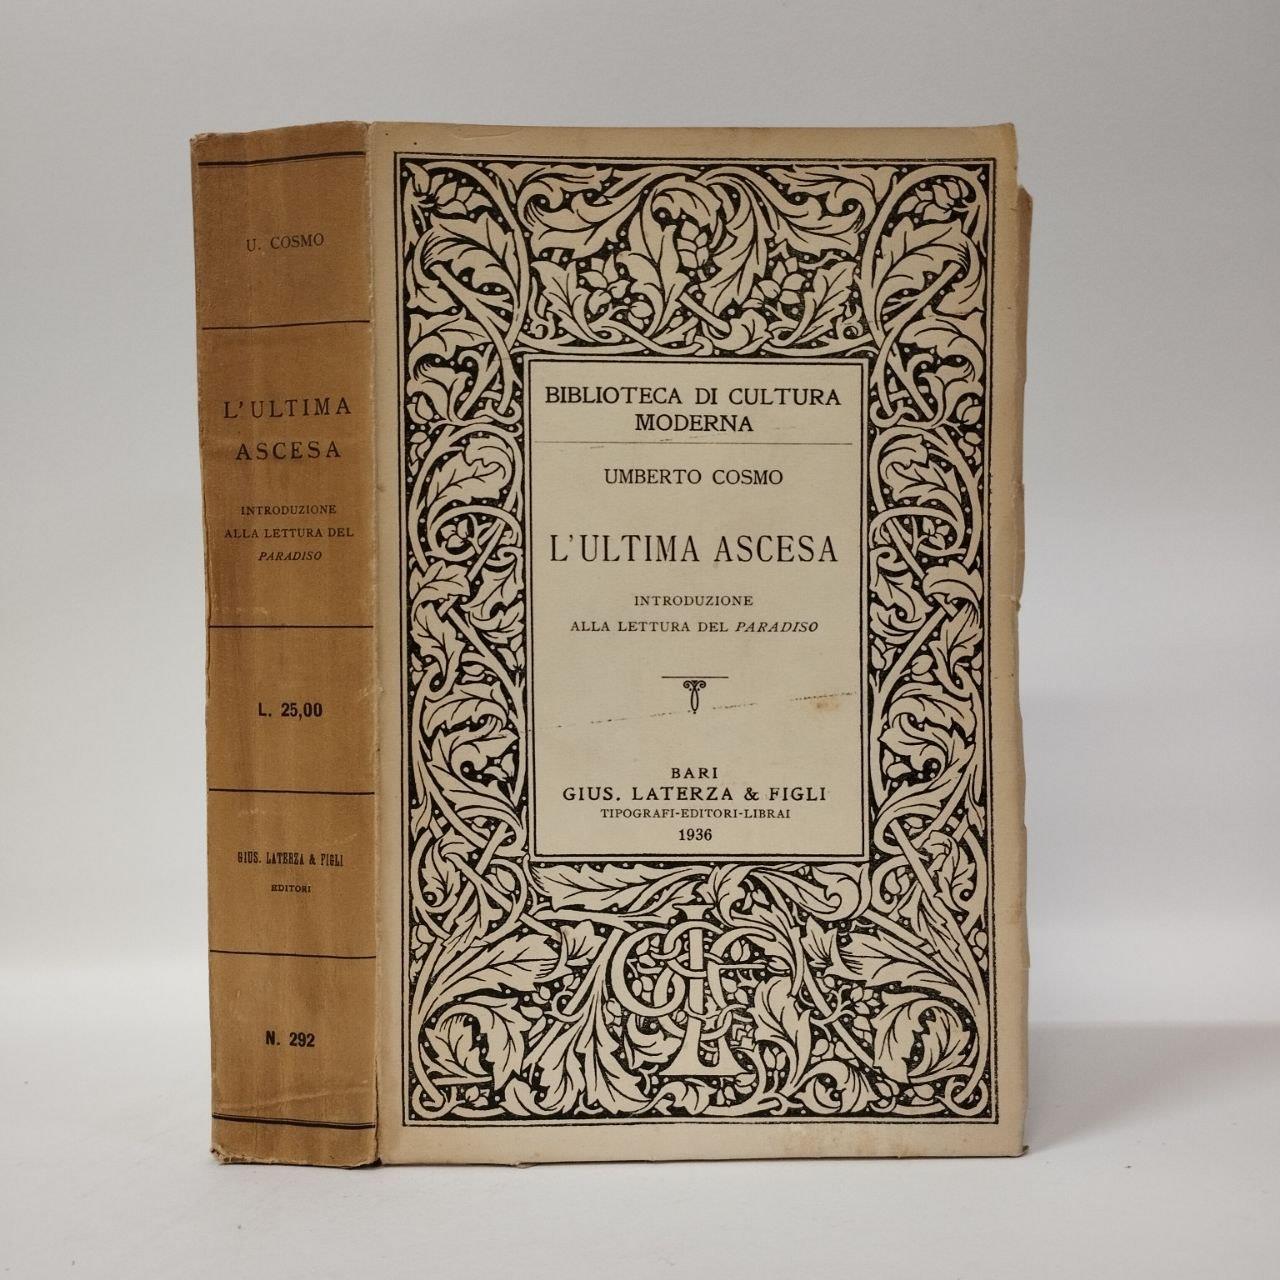 U. COSMO
L'ULTIMA
ASCESA
INTRODUZIONE
ALLA LETTURA DEL
PARADISO
L. 25,00
GIUS. LATERZA & FIGLI
EDITORI
N. 292
BIBLIOTECA DI CULTURA
MODERNA
UMBERTO COSMO
L'ULTIMA ASCESA
INTRODUZIONE
ALLA LETTURA DEL PARADISO
BARI
GIUS. LATERZA & FIGLI
TIPOGRAFI-EDITORI-LIBRAI
1936